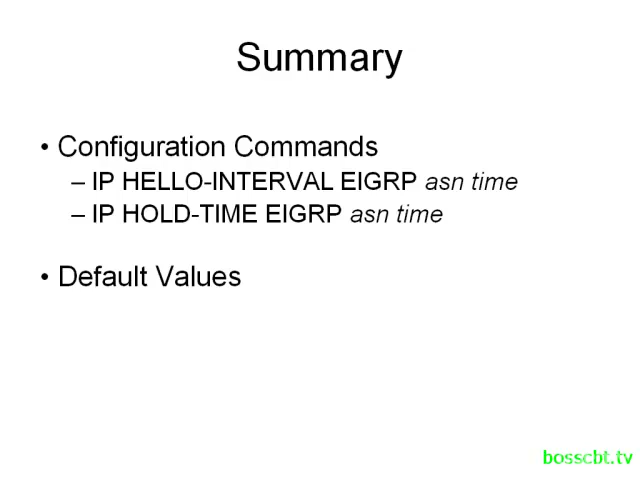 Summary
• Configuration Commands
– IP HELLO-INTERVAL EIGRP asn time
– IP HOLD-TIME EIGRP asn time
• Default Values
bosscbt.tv